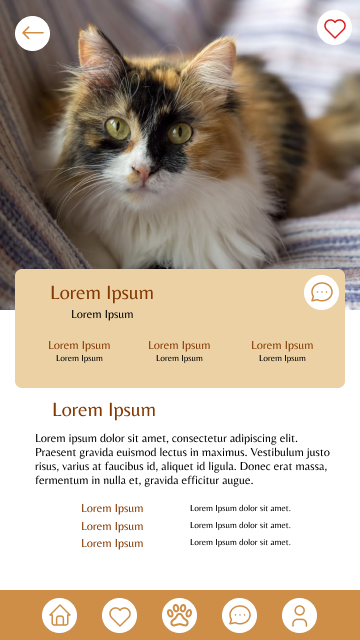 Lorem Ipsum
Lorem Ipsum
Lorem Ipsum Lorem Ipsum Lorem Ipsum
Lorem Ipsum Lorem Ipsum Lorem Ipsum
Lorem Ipsum
Lorem ipsum dolor sit amet, consectetur adipiscing elit.
Praesent gravida euismod lectus in maximus. Vestibulum justo
risus, varius at faucibus id, aliquet id ligula. Donec erat massa,
fermentum in nulla et, gravida efficitur augue.
Lorem Ipsum Lorem Ipsum dolor sit amet.
Lorem Ipsum Lorem Ipsum dolor sit amet.
Lorem Ipsum Lorem Ipsum dolor sit amet.